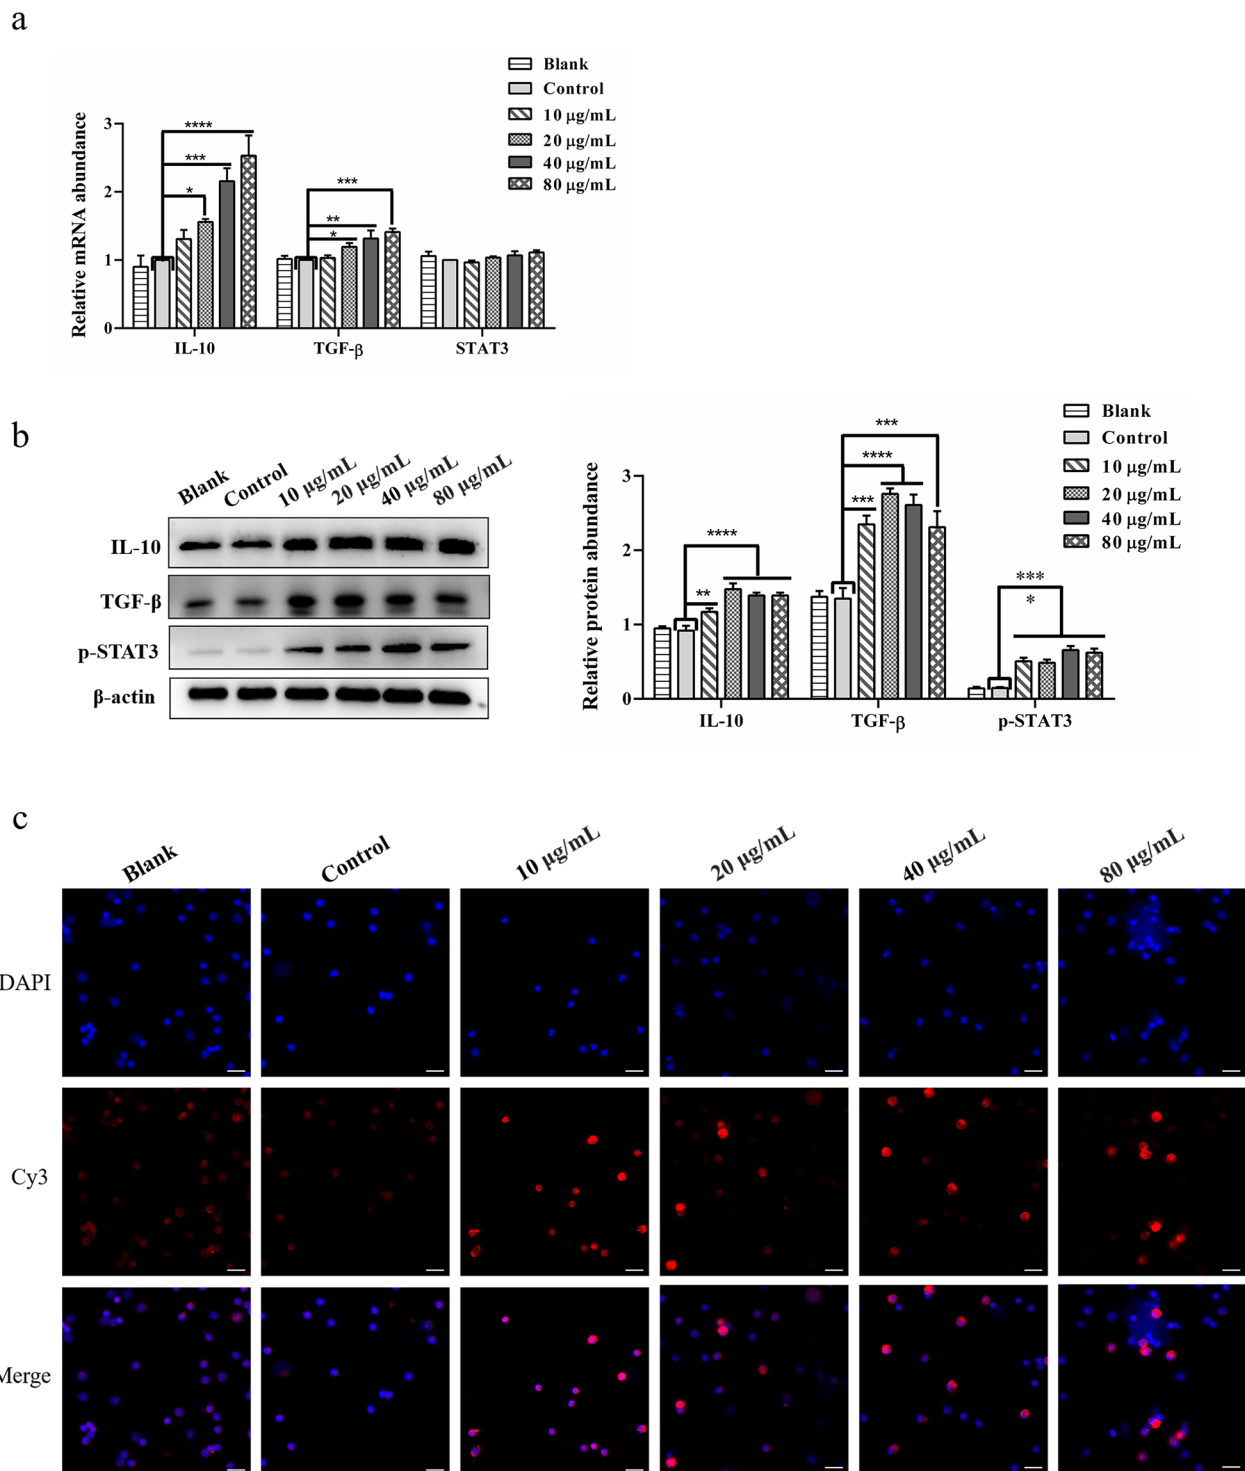 a
Blank
Control
10 µg/mL
20 µg/mL
40 µg/mL
80 µg/mL
Relative mRNA abundance
3
2
1
0
****
***
*
***
**
*
IL-10
TGF-β
STAT3
b
Blank
Control
10 µg/mL
20 µg/mL
40 µg/mL
80 µg/mL
IL-10
TGF-β
p-STAT3
β-actin
Blank
Control
10 µg/mL
20 µg/mL
40 µg/mL
80 µg/mL
Relative protein abundance
3
2
1
0
****
**
***
****
***
***
*
IL-10
TGF-β
p-STAT3
c
Blank
Control
10 µg/mL
20 µg/mL
40 µg/mL
80 µg/mL
DAPI
Cy3
Merge